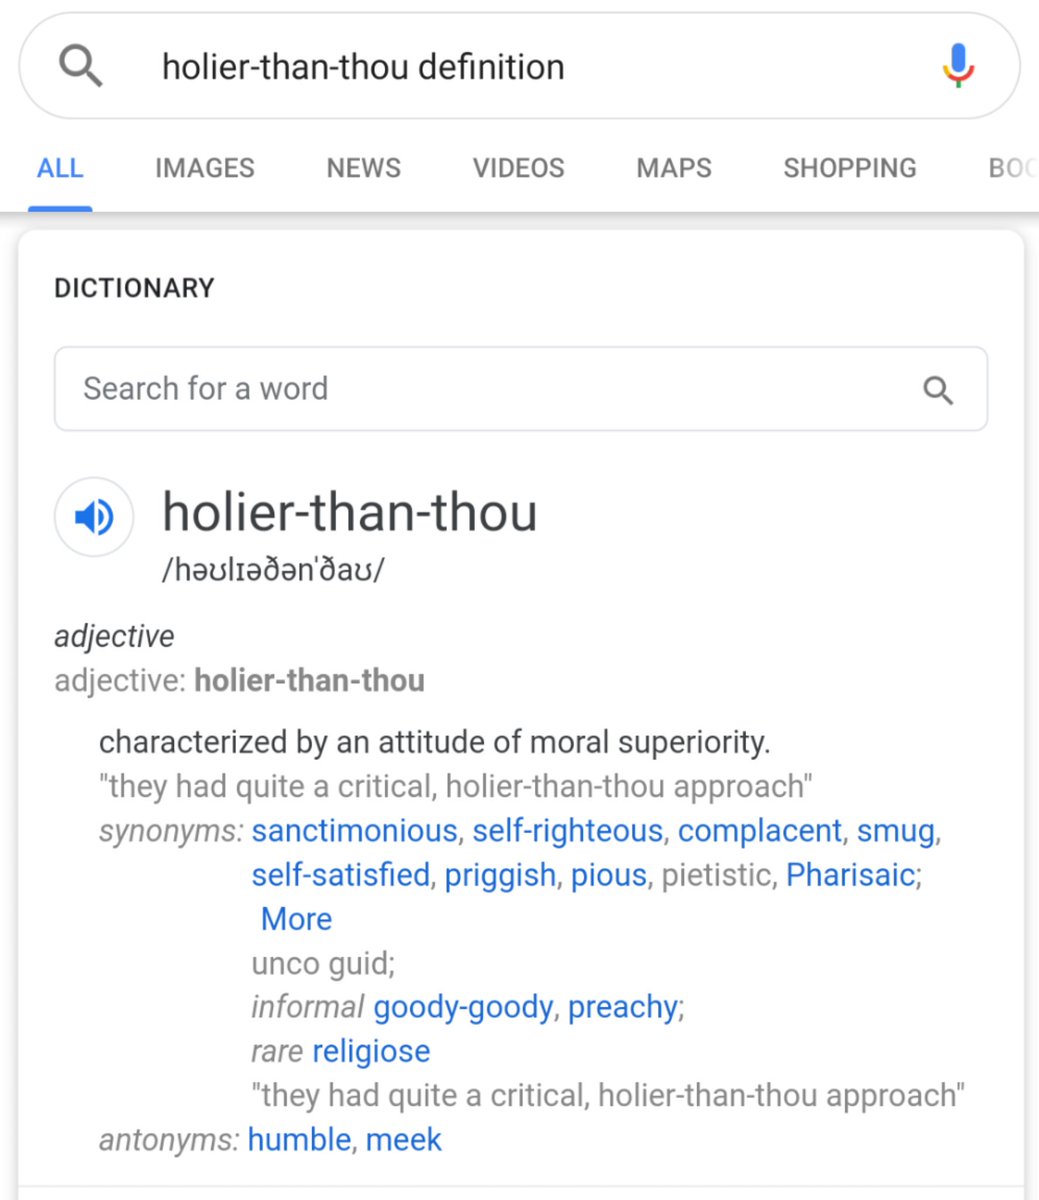 holier-than-thou definition
ALL IMAGES NEWS VIDEOS MAPS SHOPPING
DICTIONARY
Search for a word
holier-than-thou
/həʊlɪəðənˈðaʊ/
adjective
adjective: holier-than-thou
characterized by an attitude of moral superiority.
"they had quite a critical, holier-than-thou approach"
synonyms: sanctimonious, self-righteous, complacent, smug,
self-satisfied, priggish, pious, pietistic, Pharisaic;
More
unco guid;
informal goody-goody, preachy;
rare religiose
"they had quite a critical, holier-than-thou approach"
antonyms: humble, meek